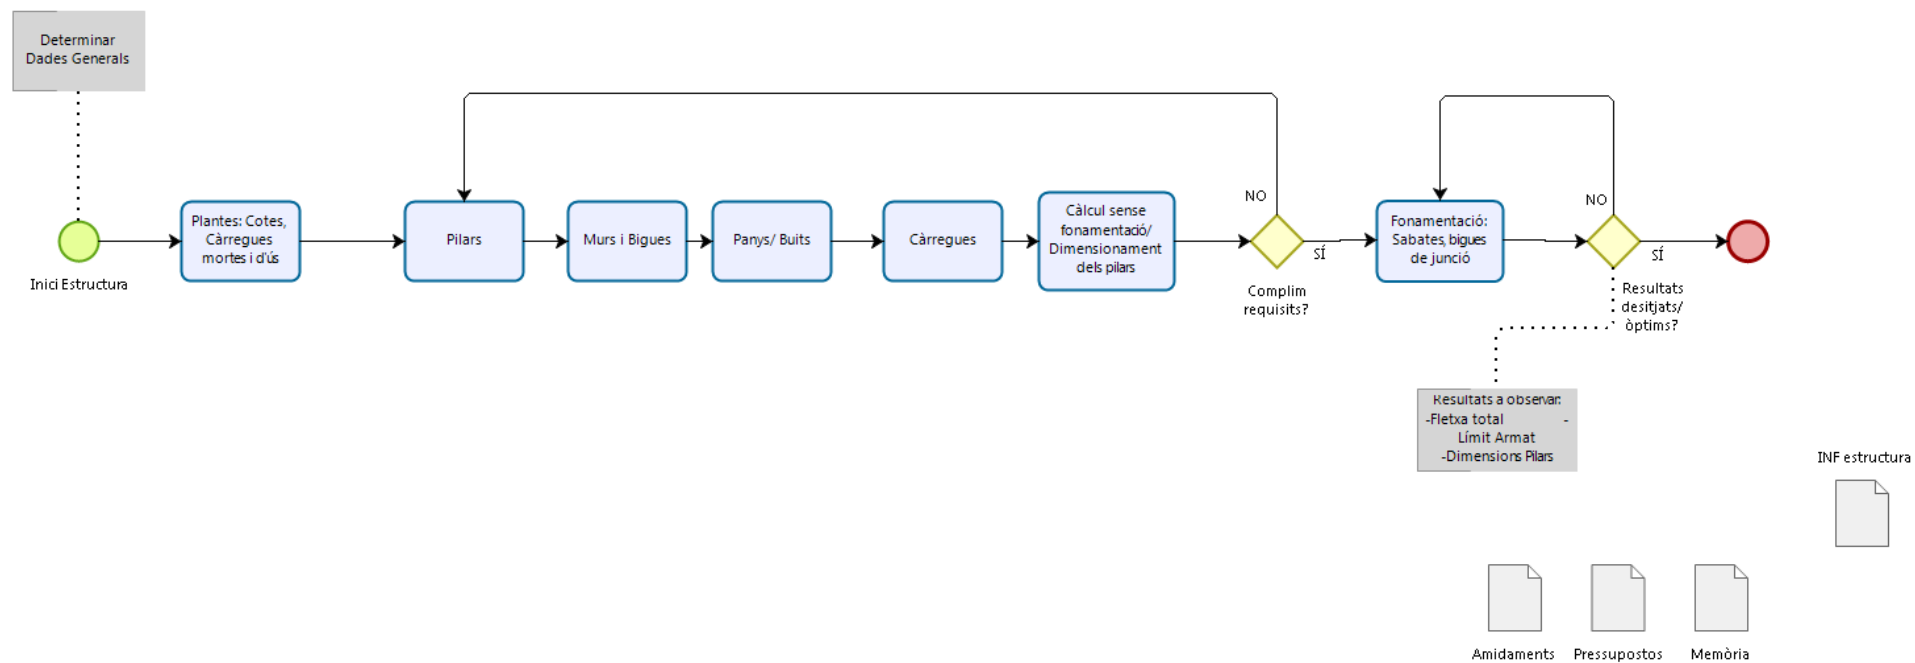 Determinar
Dades Generals
Inici Estructura
Plantes: Cotes,
Càrregues
mortes i d'ús
Pilars
Murs i Bigues
Panys/ Buits
Càrregues
Càlcul sense
fonamentació/
Dimensionament
dels pilars
NO
SÍ
Complim
requisits?
Fonamentació:
Sabates, bigues
de junció
NO
SÍ
Resultats
desitjats/
òptims?
Resultats a observar:
-Fletxa total -
Límit Armat
-Dimensions Pilars
INF estructura
Amidaments
Pressupostos
Memòria